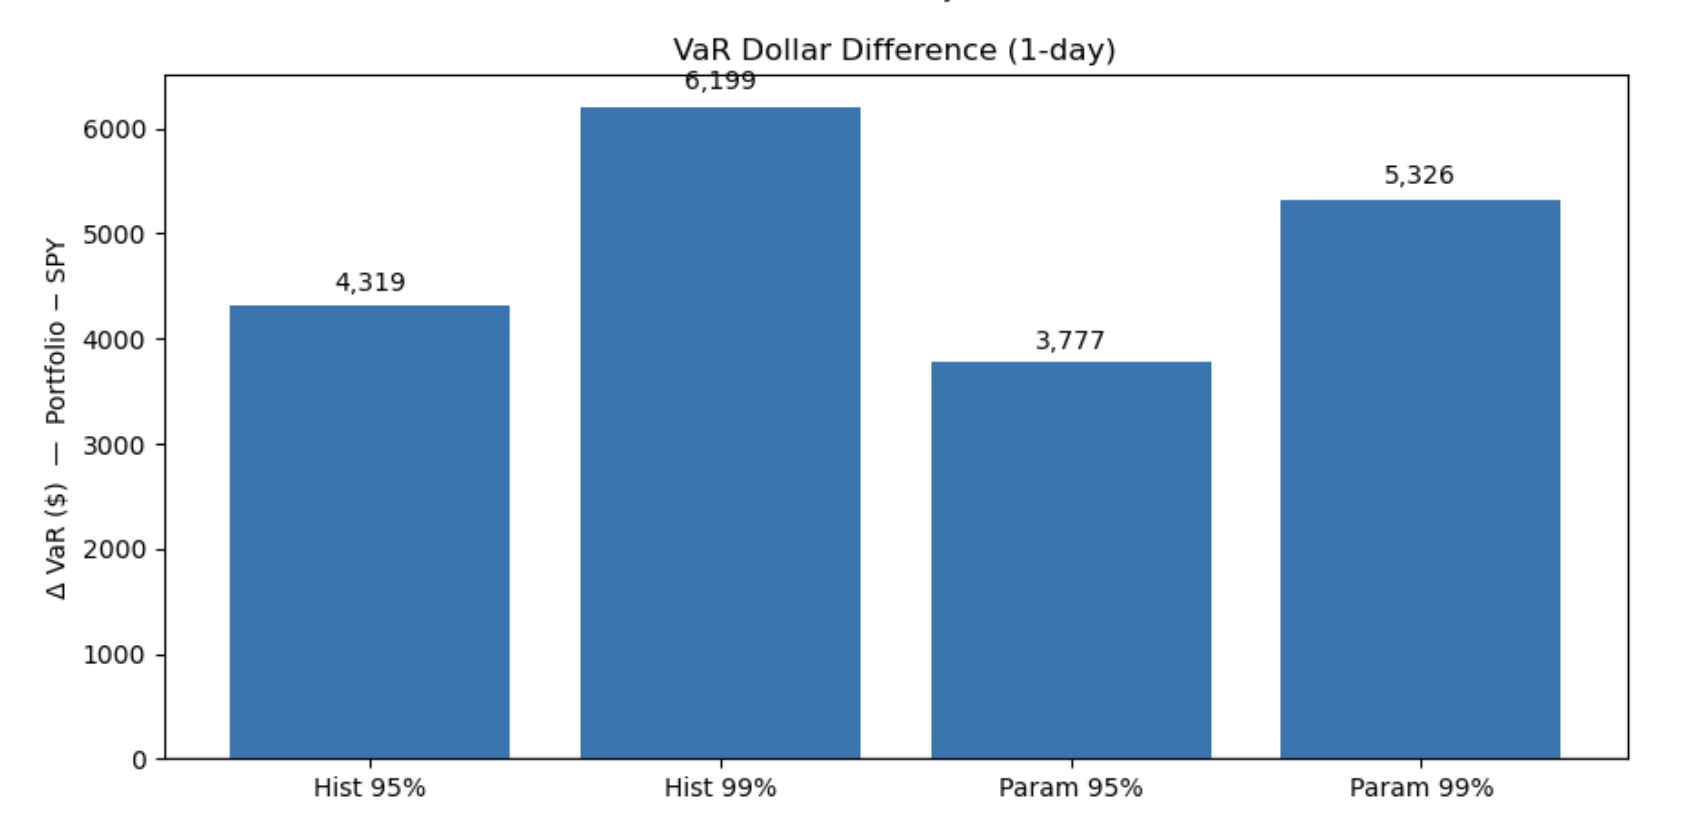 VaR Dollar Difference (1-day)
6,199
6000
5,326
5000
4,319
4000
3,777
3000
2000
1000
0
Δ VaR ($) — Portfolio − SPY
Hist 95%
Hist 99%
Param 95%
Param 99%